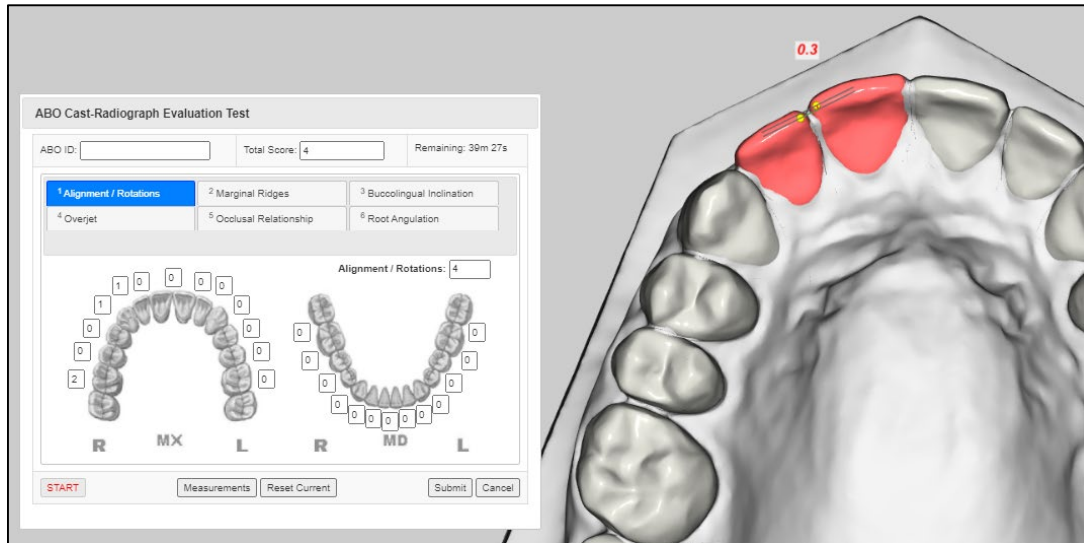 0.3
ABO Cast-Radiograph Evaluation Test
ABO ID: Total Score: 4 Remaining: 39m 27s
1 Alignment / Rotations 2 Marginal Ridges 3 Buccolingual Inclination
4 Overjet 5 Occlusal Relationship 6 Root Angulation
Alignment / Rotations: 4
0
0 0 0
1
1 0
0 0 0 0
0 0 0 0
2 0 0 0
0 0
0 0 0 0 0
R MX L R MD L
START Measurements Reset Current Submit Cancel